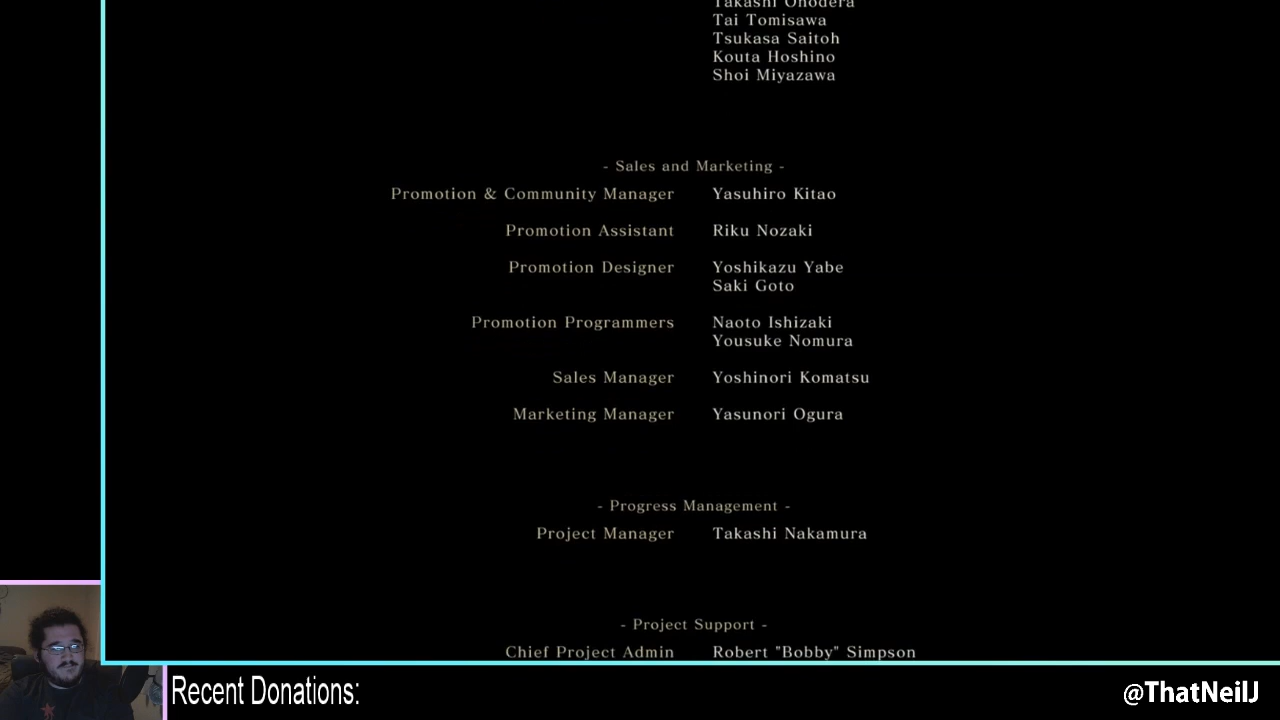 Takashi Onodera
Tai Tomisawa
Tsukasa Saitoh
Kouta Hoshino
Shoi Miyazawa
- Sales and Marketing -
Promotion & Community Manager Yasuhiro Kitao
Promotion Assistant Riku Nozaki
Promotion Designer Yoshikazu Yabe
Saki Goto
Promotion Programmers Naoto Ishizaki
Yousuke Nomura
Sales Manager Yoshinori Komatsu
Marketing Manager Yasunori Ogura
- Progress Management -
Project Manager Takashi Nakamura
- Project Support -
Chief Project Admin Robert "Bobby" Simpson
Recent Donations:
@ThatNeilJ